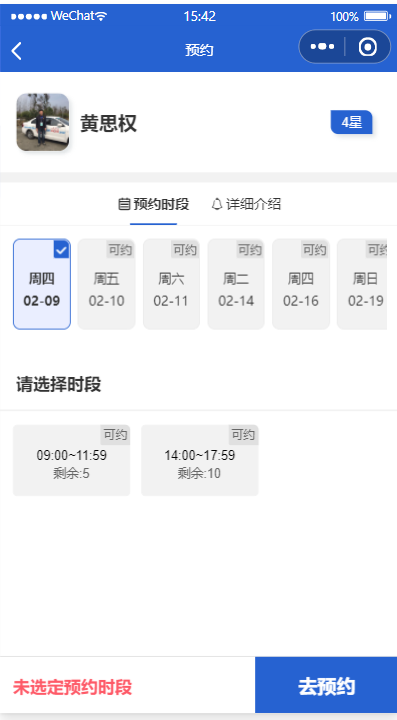 WeChat 15:42 100%
预约
黄思权 4星
预约时段 详细介绍
可约 可约 可约 可约 可约
周四 周五 周六 周二 周四 周日
02-09 02-10 02-11 02-14 02-16 02-19
请选择时段
可约 可约
09:00~11:59 14:00~17:59
剩余:5 剩余:10
未选定预约时段 去预约